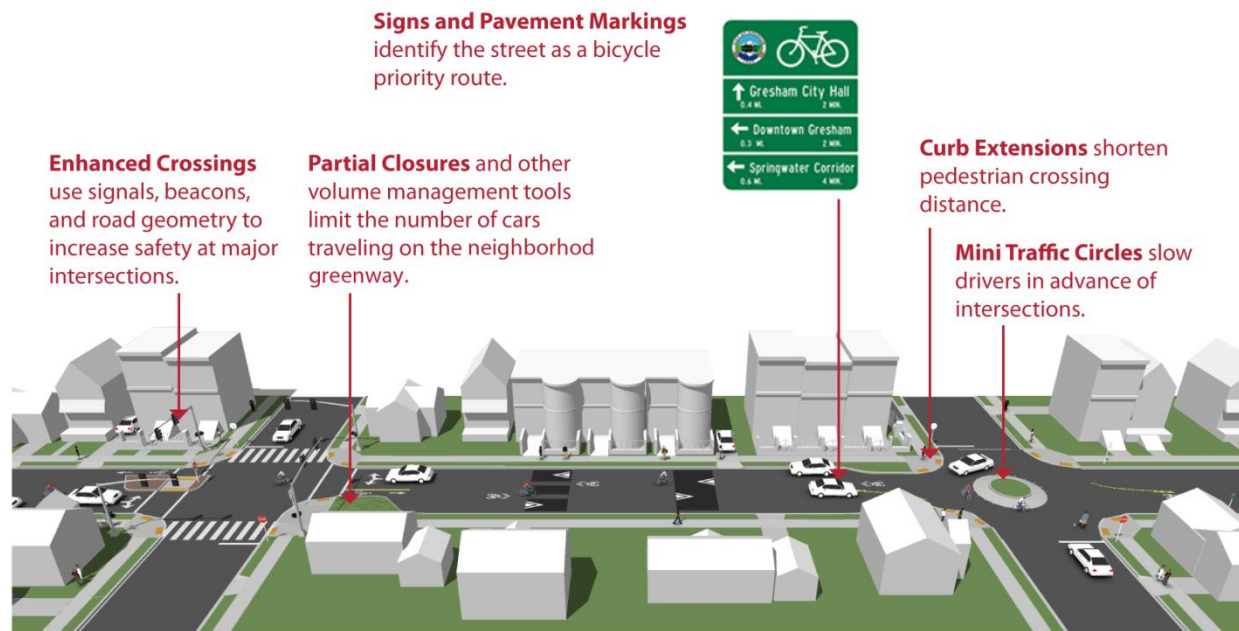 Signs and Pavement Markings
identify the street as a bicycle
priority route.
Gresham City Hall
0.4 MI. 2 MIN.
Downtown Gresham
0.3 MI. 2 MIN.
Springwater Corridor
0.6 MI. 4 MIN.
Enhanced Crossings
use signals, beacons,
and road geometry to
increase safety at major
intersections.
Partial Closures and other
volume management tools
limit the number of cars
traveling on the neighborhod
greenway.
Curb Extensions shorten
pedestrian crossing
distance.
Mini Traffic Circles slow
drivers in advance of
intersections.